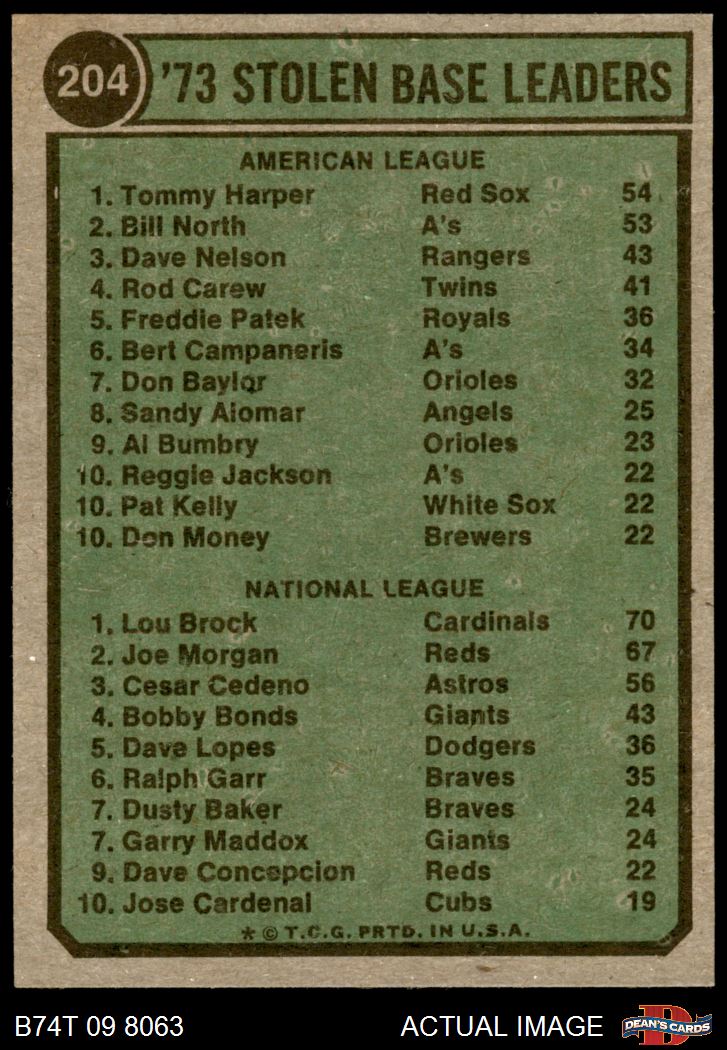 204 '73 STOLEN BASE LEADERS
AMERICAN LEAGUE
1. Tommy Harper Red Sox 54
2. Bill North A's 53
3. Dave Nelson Rangers 43
4. Rod Carew Twins 41
5. Freddie Patek Royals 36
6. Bert Campaneris A's 34
7. Don Baylor Orioles 32
8. Sandy Alomar Angels 25
9. Al Bumbry Orioles 23
10. Reggie Jackson A's 22
10. Pat Kelly White Sox 22
10. Don Money Brewers 22
NATIONAL LEAGUE
1. Lou Brock Cardinals 70
2. Joe Morgan Reds 67
3. Cesar Cedeno Astros 56
4. Bobby Bonds Giants 43
5. Dave Lopes Dodgers 36
6. Ralph Garr Braves 35
7. Dusty Baker Braves 24
7. Garry Maddox Giants 24
9. Dave Concepcion Reds 22
10. Jose Cardenal Cubs 19
* © T.C.G. PRTD. IN U.S.A.
B74T 09 8063 ACTUAL IMAGE D DEAN'S CARDS